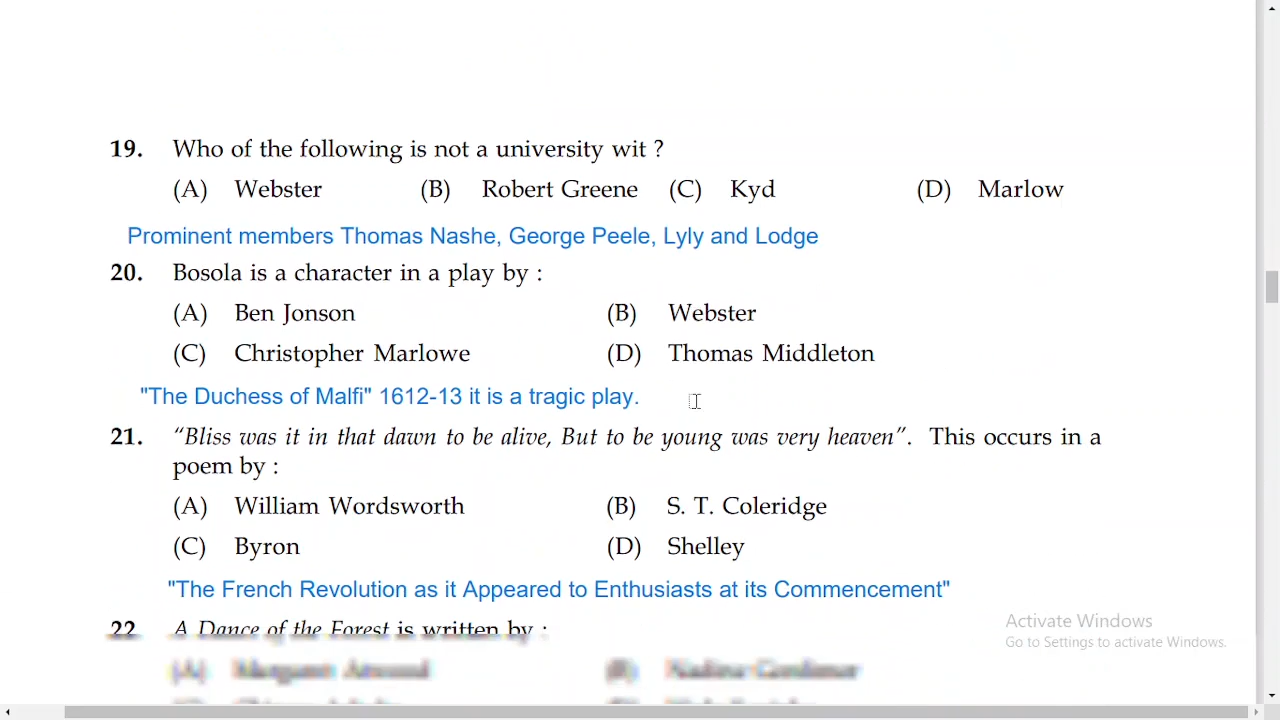 19. Who of the following is not a university wit ?
(A) Webster (B) Robert Greene (C) Kyd (D) Marlow
Prominent members Thomas Nashe, George Peele, Lyly and Lodge
20. Bosola is a character in a play by :
(A) Ben Jonson (B) Webster
(C) Christopher Marlowe (D) Thomas Middleton
"The Duchess of Malfi" 1612-13 it is a tragic play.
21. “Bliss was it in that dawn to be alive, But to be young was very heaven”. This occurs in a
poem by :
(A) William Wordsworth (B) S. T. Coleridge
(C) Byron (D) Shelley
"The French Revolution as it Appeared to Enthusiasts at its Commencement"
22 A Dance of the Forest is written by :
Activate Windows
Go to Settings to activate Windows.
(A) Margaret Atwood (B) Nadine Gordimer